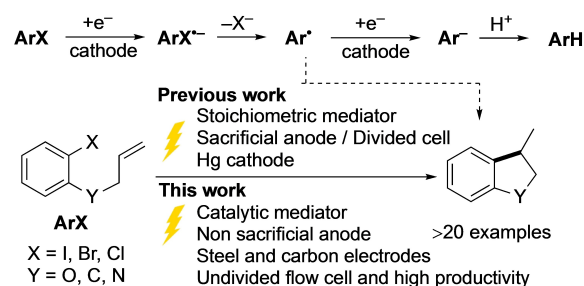 ArX +e⁻ cathode ArX•⁻ –X⁻ Ar• +e⁻ cathode Ar⁻ H⁺ ArH
Previous work
Stoichiometric mediator
Sacrificial anode / Divided cell
Hg cathode
X
Y
ArX
X = I, Br, Cl
Y = O, C, N
This work
Catalytic mediator
Non sacrificial anode
Steel and carbon electrodes
Undivided flow cell and high productivity
Y
>20 examples